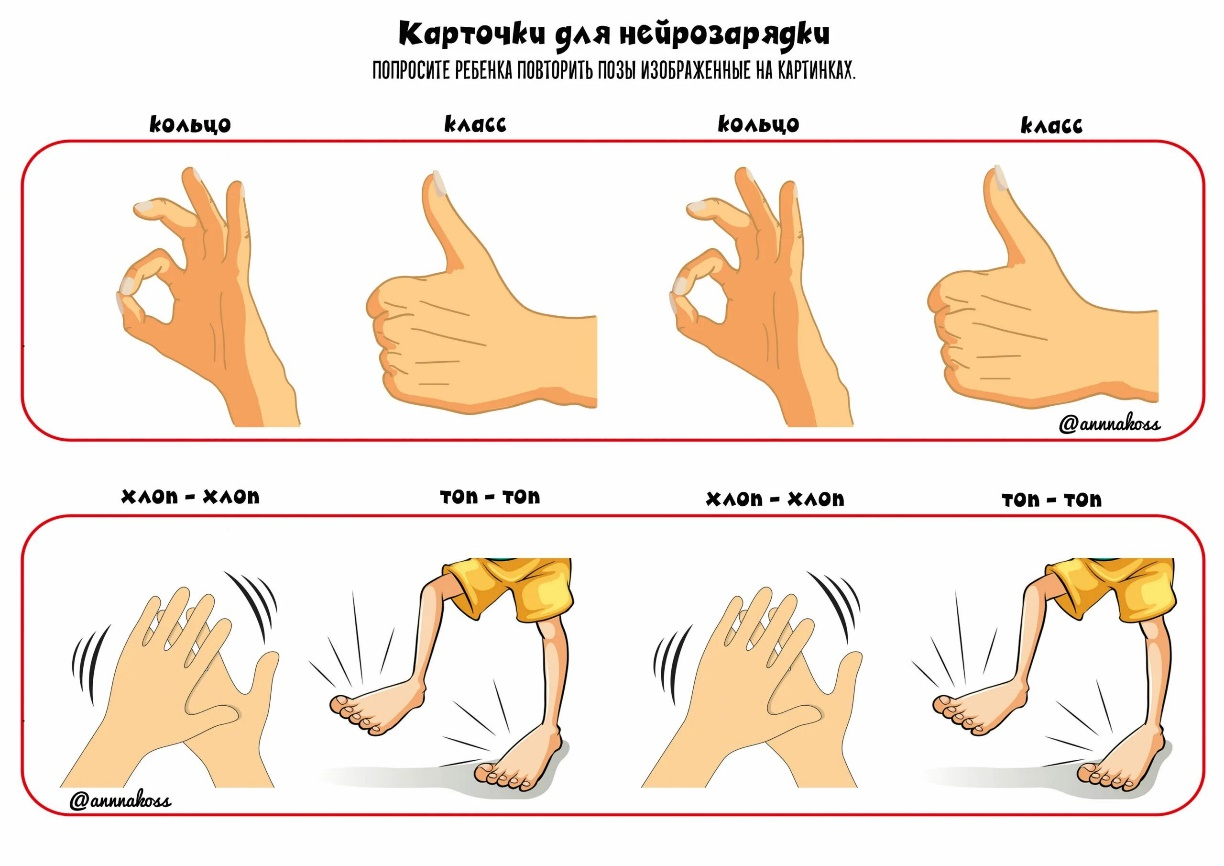 Карточки для нейрозарядки
ПОПРОСИТЕ РЕБЕНКА ПОВТОРИТЬ ПОЗЫ ИЗОБРАЖЕННЫЕ НА КАРТИНКАХ.
кольцо класс кольцо класс
@annnakoss
хлоп - хлоп топ - топ хлоп - хлоп топ - топ
@annnakoss